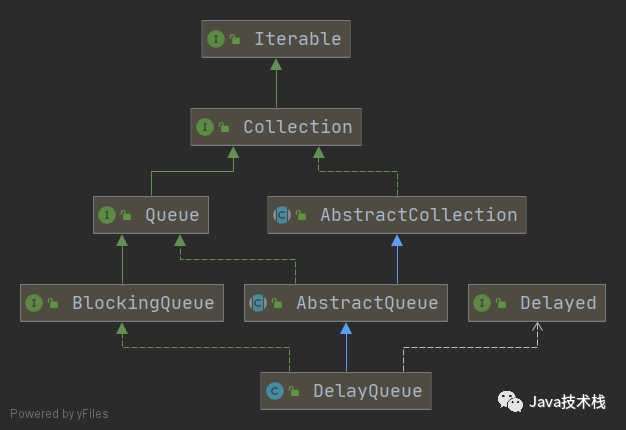 Iterable
Collection
Queue
AbstractCollection
BlockingQueue
AbstractQueue
Delayed
DelayQueue
Java技术栈
Powered by yFiles